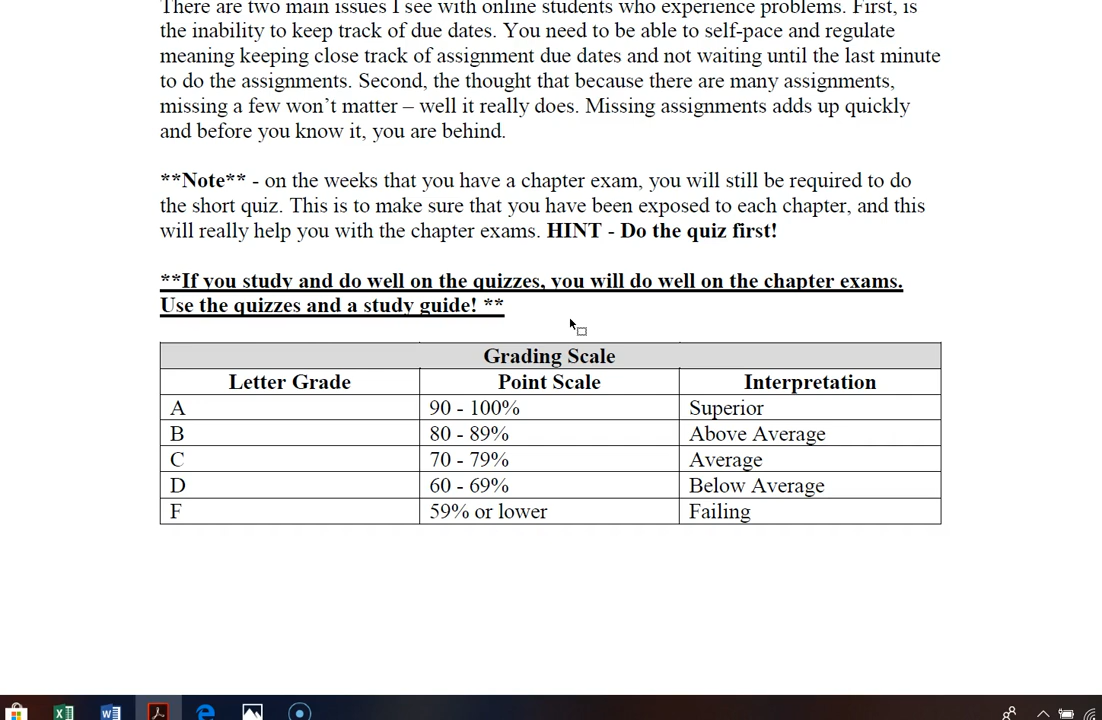 There are two main issues I see with online students who experience problems. First, is
the inability to keep track of due dates. You need to be able to self-pace and regulate
meaning keeping close track of assignment due dates and not waiting until the last minute
to do the assignments. Second, the thought that because there are many assignments,
missing a few won’t matter – well it really does. Missing assignments adds up quickly
and before you know it, you are behind.
**Note** - on the weeks that you have a chapter exam, you will still be required to do
the short quiz. This is to make sure that you have been exposed to each chapter, and this
will really help you with the chapter exams. HINT - Do the quiz first!
**If you study and do well on the quizzes, you will do well on the chapter exams.
Use the quizzes and a study guide! **
Grading Scale
Letter Grade Point Scale Interpretation
A 90 - 100% Superior
B 80 - 89% Above Average
C 70 - 79% Average
D 60 - 69% Below Average
F 59% or lower Failing